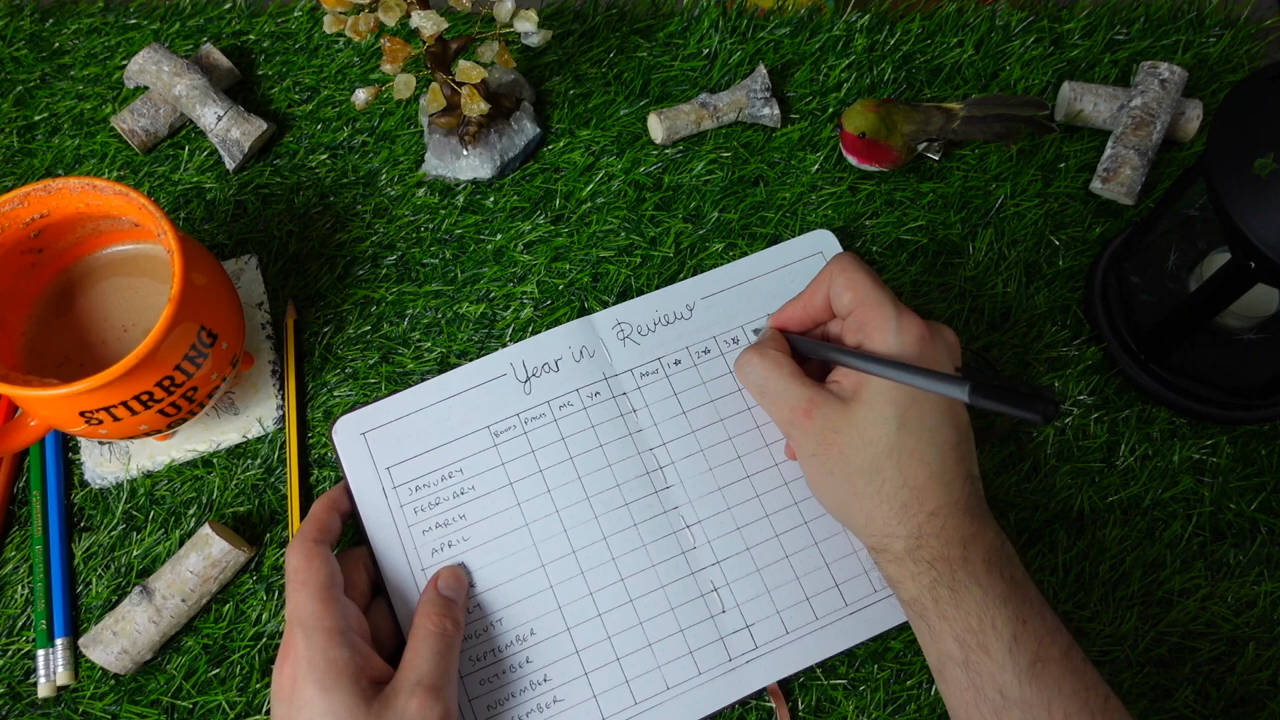 STIRRING
UP
Year in Review
BOOKS PAGES MG YA ADULT 1☆ 2☆ 3☆
JANUARY
FEBRUARY
MARCH
APRIL
AUGUST
SEPTEMBER
OCTOBER
NOVEMBER